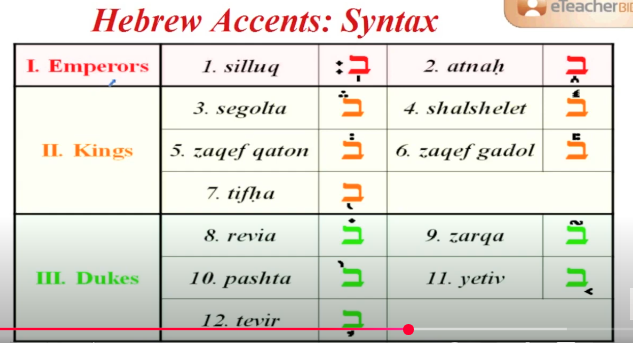 Hebrew Accents: Syntax
eTeacherBI
I. Emperors 1. silluq בֽ׃ 2. atnaḥ ב֑
II. Kings 3. segolta ב֒ 4. shalshelet ב֓
5. zaqef qaton ב֔ 6. zaqef gadol ב֕
7. tifḥa ב֖
III. Dukes 8. revia ב֗ 9. zarqa ב֮
10. pashta ב֙ 11. yetiv ב֚
12. tevir ב֛